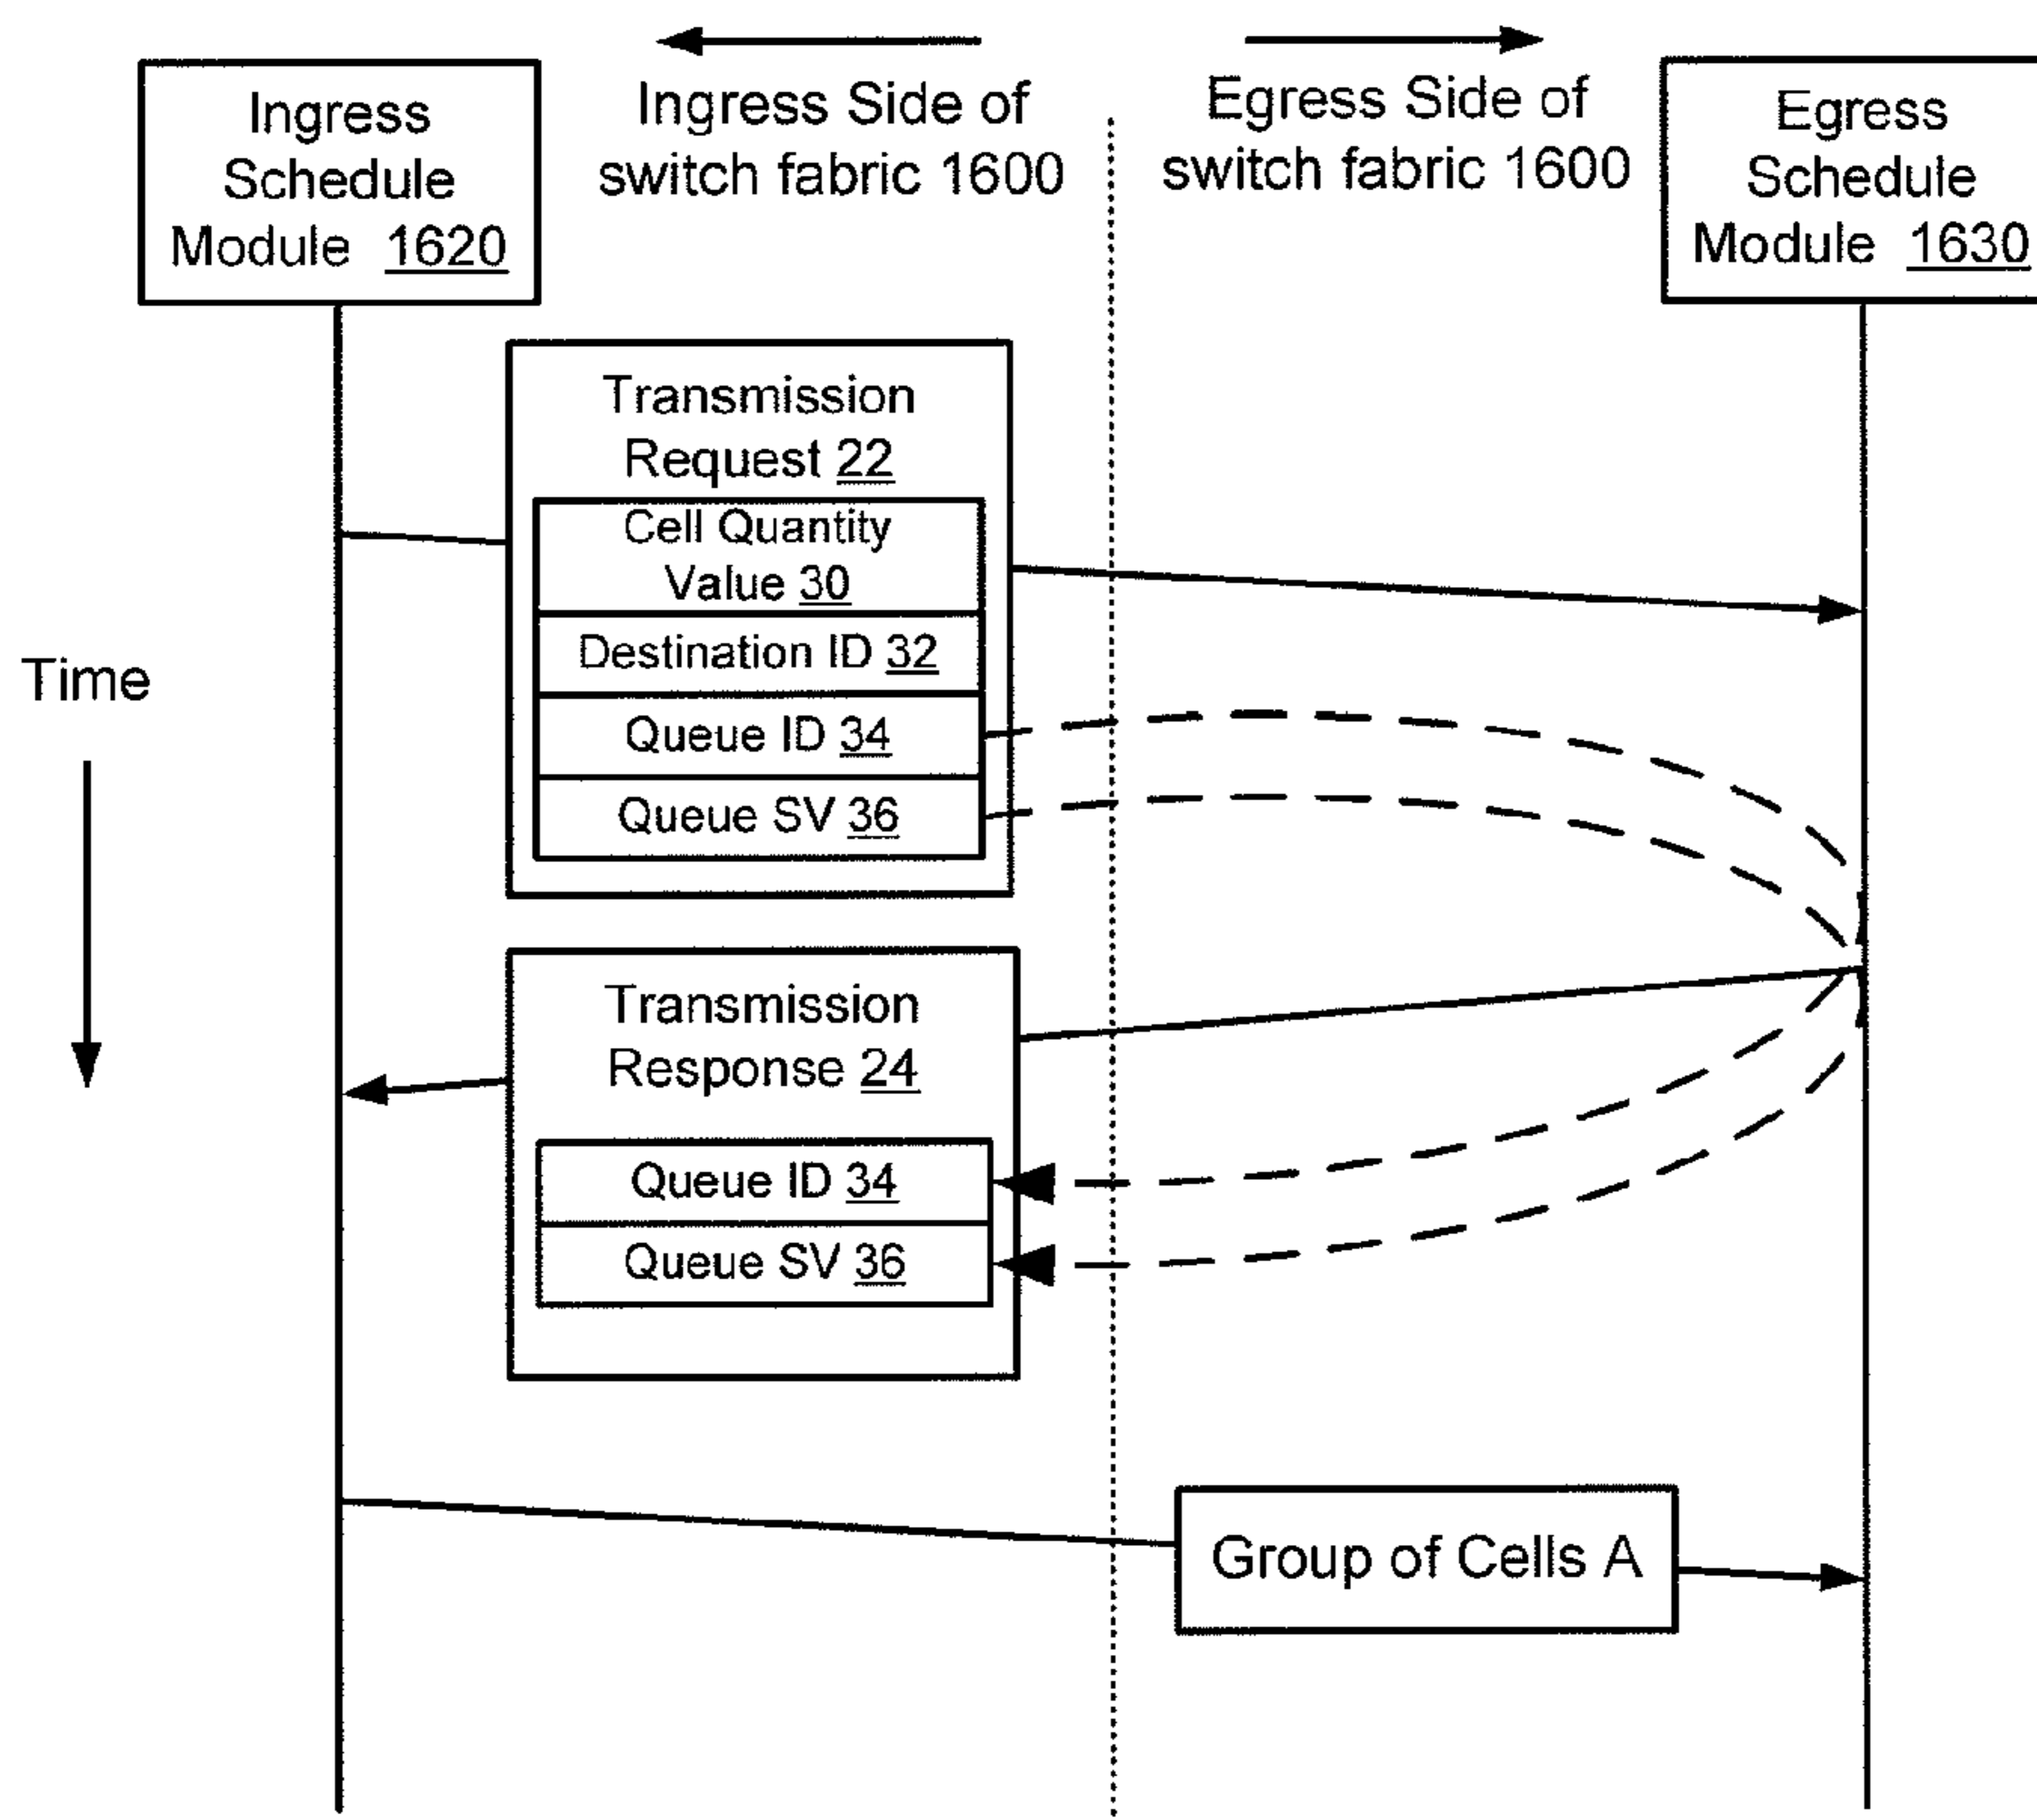 Ingress
Schedule
Module 1620
Ingress Side of
switch fabric 1600
Egress Side of
switch fabric 1600
Egress
Schedule
Module 1630
Transmission
Request 22
Cell Quantity
Value 30
Destination ID 32
Queue ID 34
Queue SV 36
Time
Transmission
Response 24
Queue ID 34
Queue SV 36
Group of Cells A